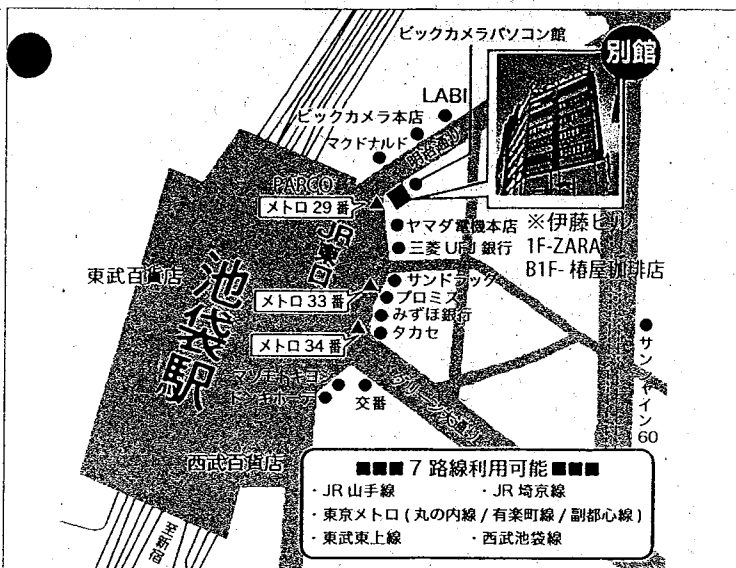 ビックカメラパソコン館
別館
LABI
ビックカメラ本店
マクドナルド
明治通り
PARCO
メトロ 29 番
JR東口
ヤマダ電機本店
三菱 UFJ 銀行
※伊藤ビル
1F-ZARA
B1F- 椿屋珈琲店
東武百貨店
池袋駅
サンドラッグ
メトロ 33 番
プロミス
みずほ銀行
メトロ 34 番
タカセ
サンシャイン60
マツモトキヨシ
ドンキホーテ
交番
グリーン大通り
西武百貨店
■■■ 7 路線利用可能 ■■■
・JR 山手線 ・JR 埼京線
・東京メトロ ( 丸の内線 / 有楽町線 / 副都心線 )
・東武東上線 ・西武池袋線
至新宿